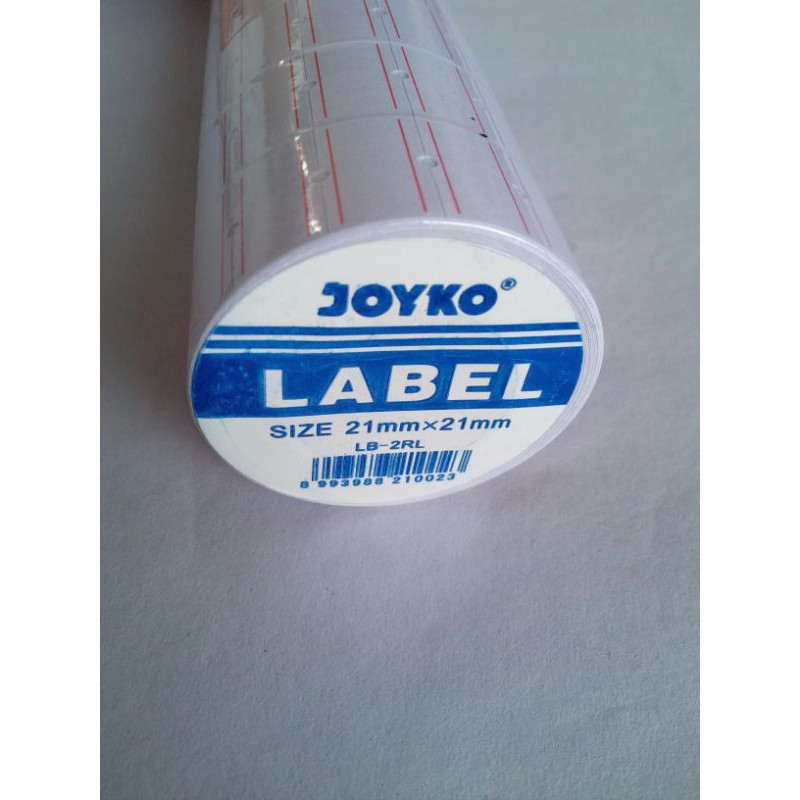 JOYKO®
LABEL
SIZE 21mm×21mm
LB-2RL
8 993988 210023